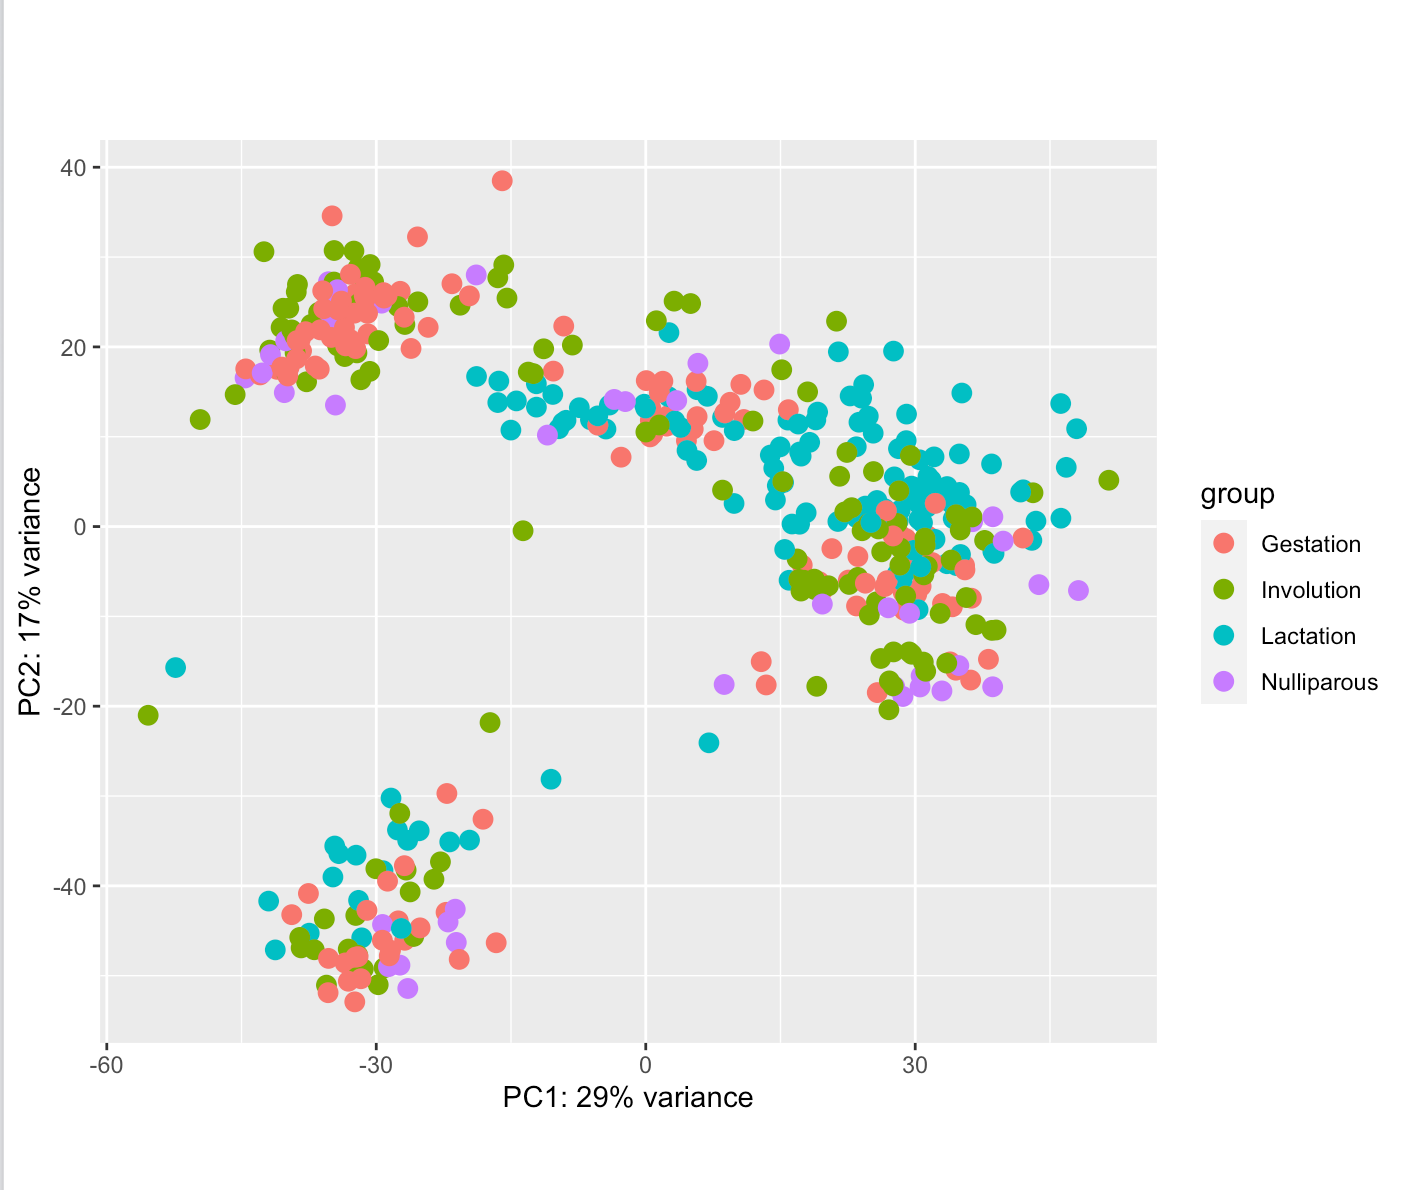 40
20
0
-20
-40
-60
-30
0
30
PC1: 29% variance
PC2: 17% variance
group
Gestation
Involution
Lactation
Nulliparous